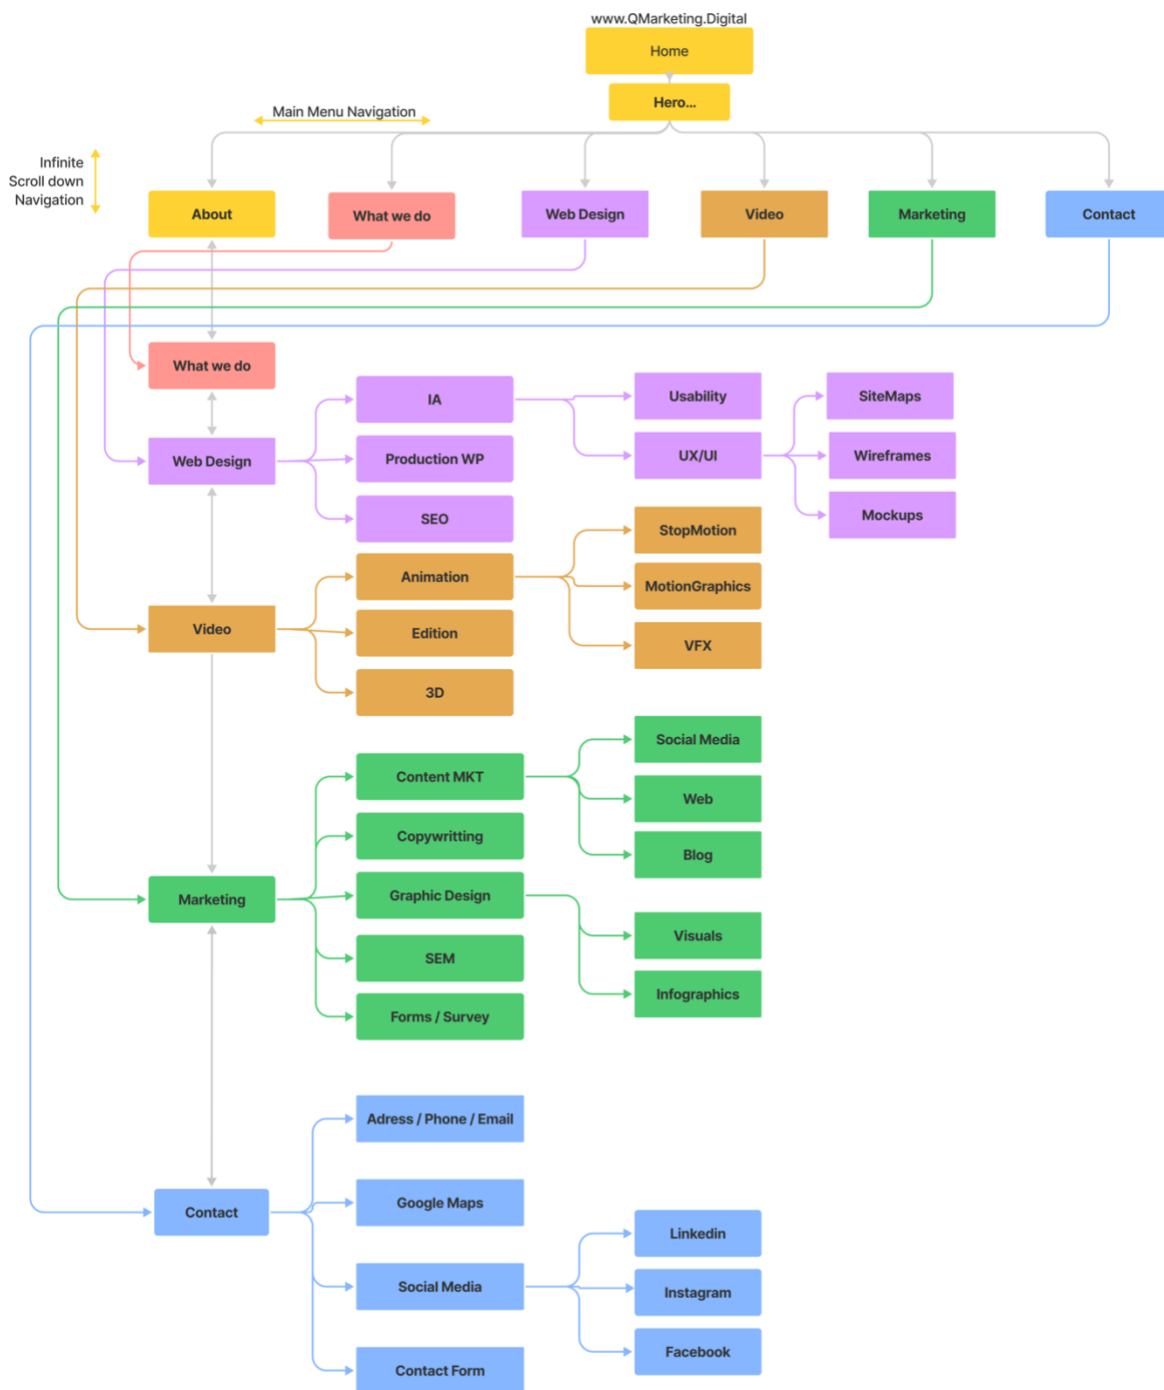 www.QMarketing.Digital
Home
Hero...
Main Menu Navigation
Infinite
Scroll down
Navigation
About
What we do
Web Design
Video
Marketing
Contact
What we do
Web Design
IA
Production WP
SEO
Usability
UX/UI
SiteMaps
Wireframes
Mockups
Video
Animation
Edition
3D
StopMotion
MotionGraphics
VFX
Marketing
Content MKT
Copywritting
Graphic Design
SEM
Forms / Survey
Social Media
Web
Blog
Visuals
Infographics
Contact
Adress / Phone / Email
Google Maps
Social Media
Contact Form
Linkedin
Instagram
Facebook